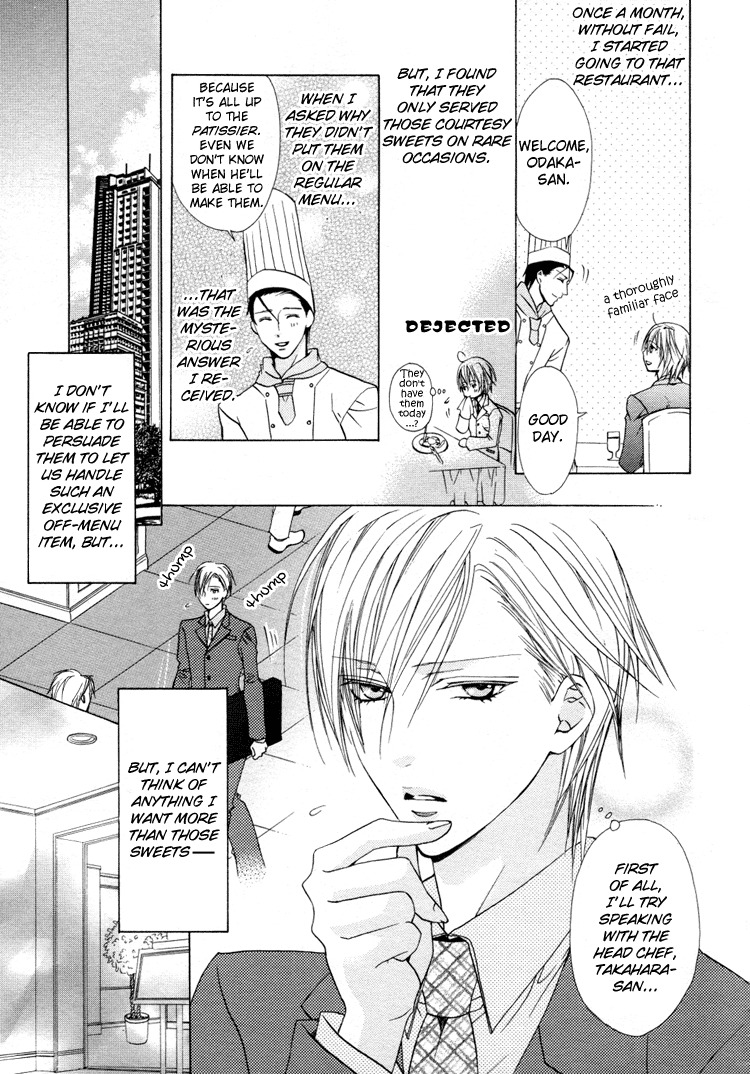 ONCE A MONTH,
WITHOUT FAIL,
I STARTED
GOING TO THAT
RESTAURANT...
WELCOME,
ODAKA-
SAN.
a thoroughly
familiar face
GOOD
DAY.
BUT, I FOUND
THAT THEY
ONLY SERVED
THOSE COURTESY
SWEETS ON RARE
OCCASIONS.
DEJECTED
They
don't
have
them
today
...?
WHEN I
ASKED WHY
THEY DIDN'T
PUT THEM
ON THE
REGULAR
MENU...
BECAUSE
IT'S ALL UP
TO THE
PATISSIER.
EVEN WE
DON'T KNOW
WHEN HE'LL
BE ABLE TO
MAKE THEM.
...THAT
WAS THE
MYSTE-
RIOUS
ANSWER
I RE-
CEIVED.
I DON'T
KNOW IF I'LL
BE ABLE TO
PERSUADE
THEM TO LET
US HANDLE
SUCH AN
EXCLUSIVE
OFF-MENU
ITEM, BUT...
thump
thump
BUT, I CAN'T
THINK OF
ANYTHING I
WANT MORE
THAN THOSE
SWEETS —
FIRST
OF ALL,
I'LL TRY
SPEAKING
WITH THE
HEAD CHEF,
TAKAHARA-
SAN...